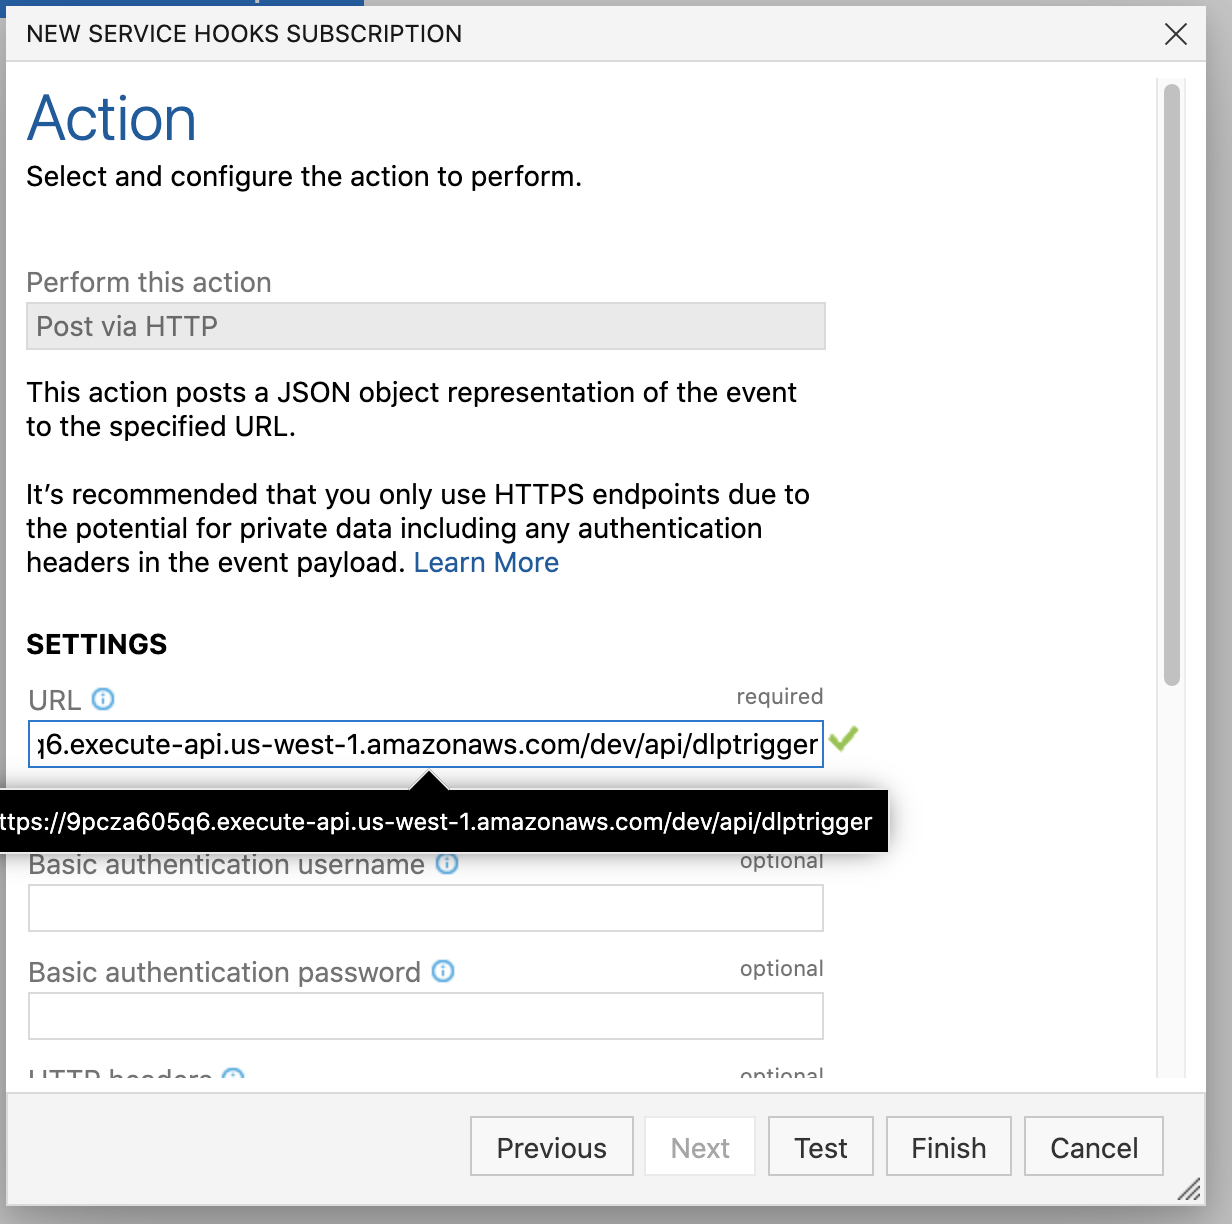 NEW SERVICE HOOKS SUBSCRIPTION
Action
Select and configure the action to perform.
Perform this action
Post via HTTP
This action posts a JSON object representation of the event
to the specified URL.
It’s recommended that you only use HTTPS endpoints due to
the potential for private data including any authentication
headers in the event payload. Learn More
SETTINGS
URL required
q6.execute-api.us-west-1.amazonaws.com/dev/api/dlptrigger
ttps://9pcza605q6.execute-api.us-west-1.amazonaws.com/dev/api/dlptrigger
Basic authentication username optional
Basic authentication password optional
HTTP headers optional
Previous Next Test Finish Cancel